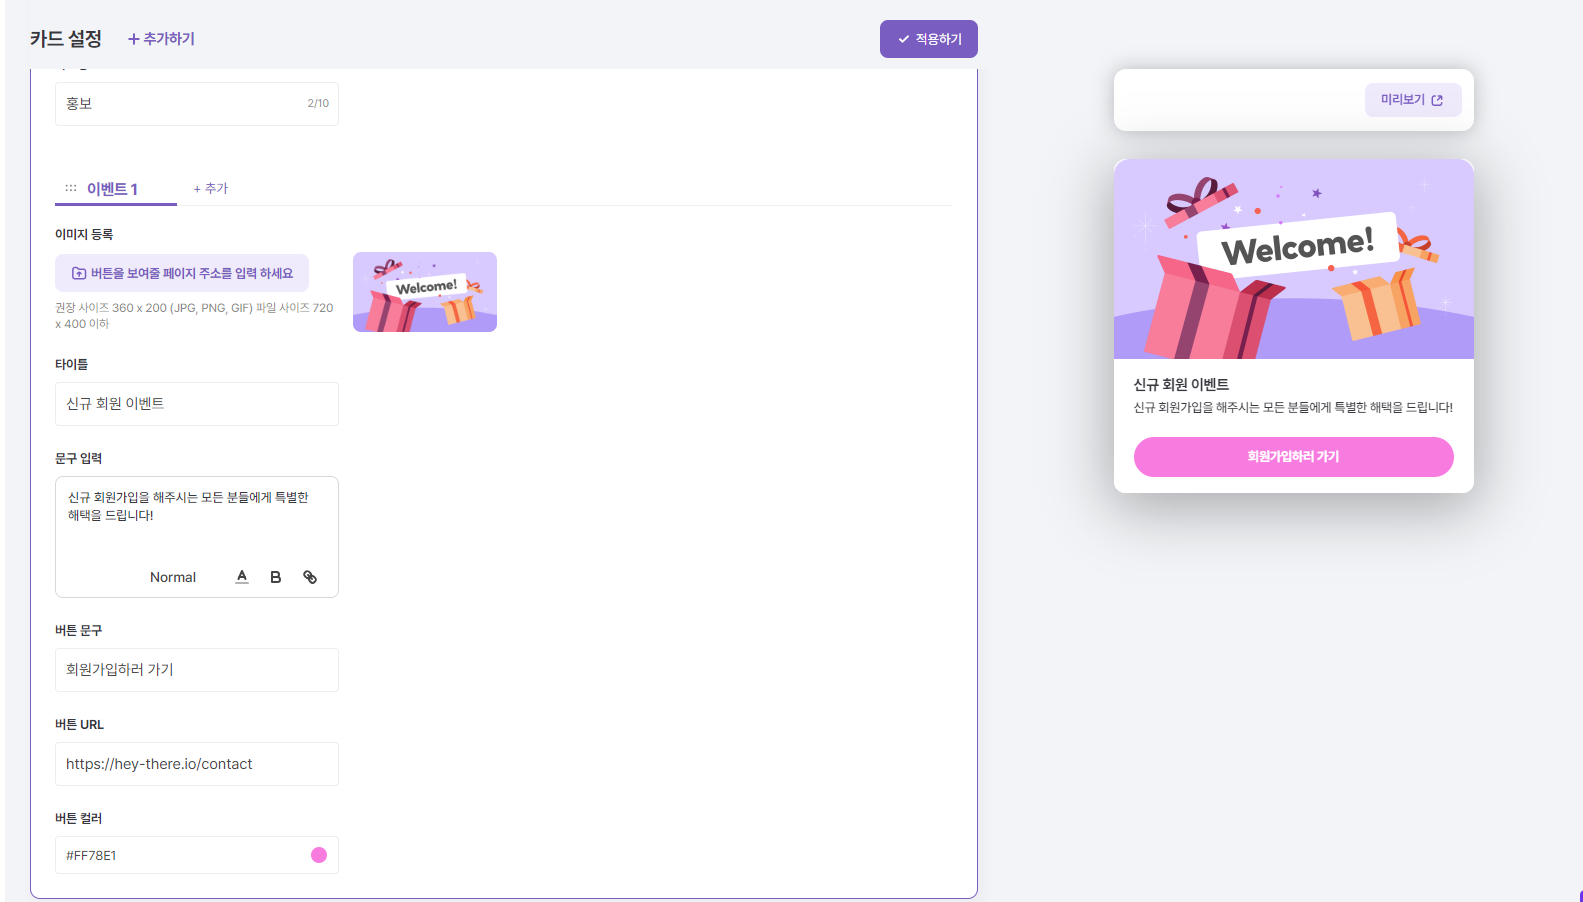 카드 설정
+ 추가하기
적용하기
홍보
2/10
이벤트 1
+ 추가
이미지 등록
버튼을 보여줄 페이지 주소를 입력 하세요
권장 사이즈 360 x 200 (JPG, PNG, GIF) 파일 사이즈 720
x 400 이하
Welcome!
타이틀
신규 회원 이벤트
문구 입력
신규 회원가입을 해주시는 모든 분들에게 특별한
해택을 드립니다!
Normal
A
B
버튼 문구
회원가입하러 가기
버튼 URL
https://hey-there.io/contact
버튼 컬러
#FF78E1
미리보기
Welcome!
신규 회원 이벤트
신규 회원가입을 해주시는 모든 분들에게 특별한 해택을 드립니다!
회원가입하러 가기